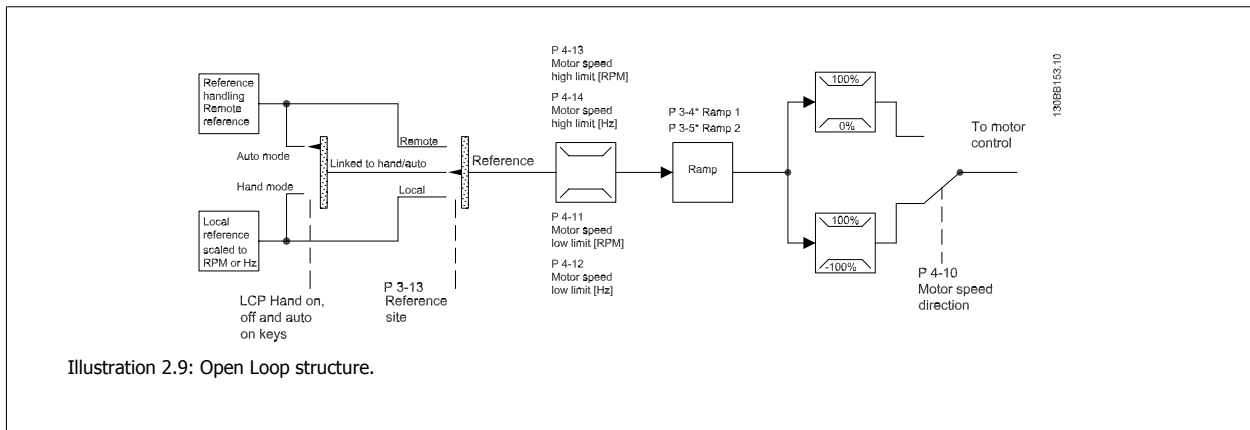 Reference
handling
Remote
reference
Auto mode
Hand mode
Local
reference
scaled to
RPM or Hz
LCP Hand on,
off and auto
on keys
Linked to hand/auto
Remote
Local
P 3-13
Reference
site
Reference
P 4-13
Motor speed
high limit [RPM]
P 4-14
Motor speed
high limit [Hz]
P 4-11
Motor speed
low limit [RPM]
P 4-12
Motor speed
low limit [Hz]
P 3-4* Ramp 1
P 3-5* Ramp 2
Ramp
100%
0%
100%
-100%
To motor
control
P 4-10
Motor speed
direction
130BB153.10
Illustration 2.9: Open Loop structure.